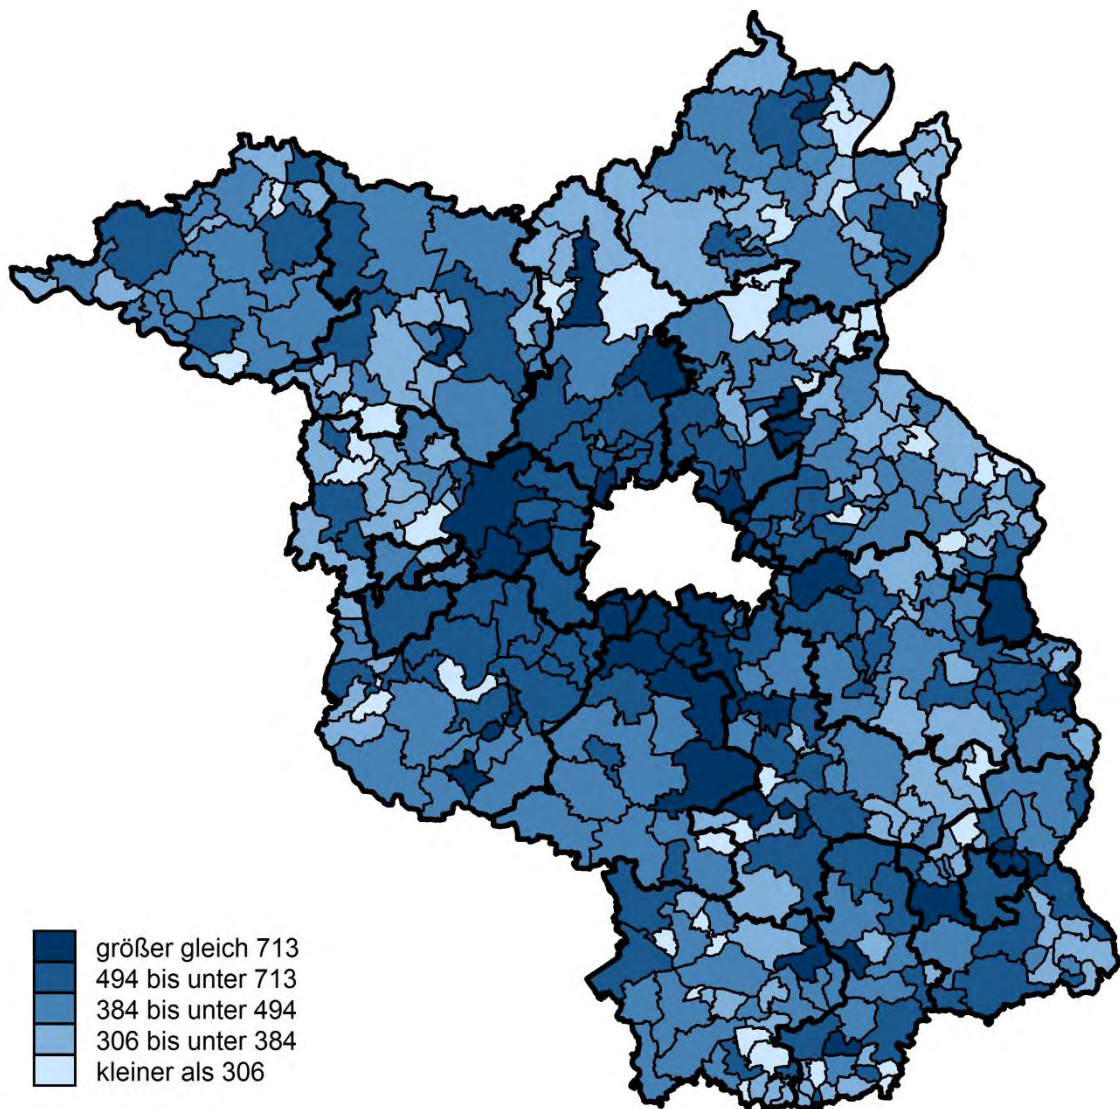 größer gleich 713
494 bis unter 713
384 bis unter 494
306 bis unter 384
kleiner als 306